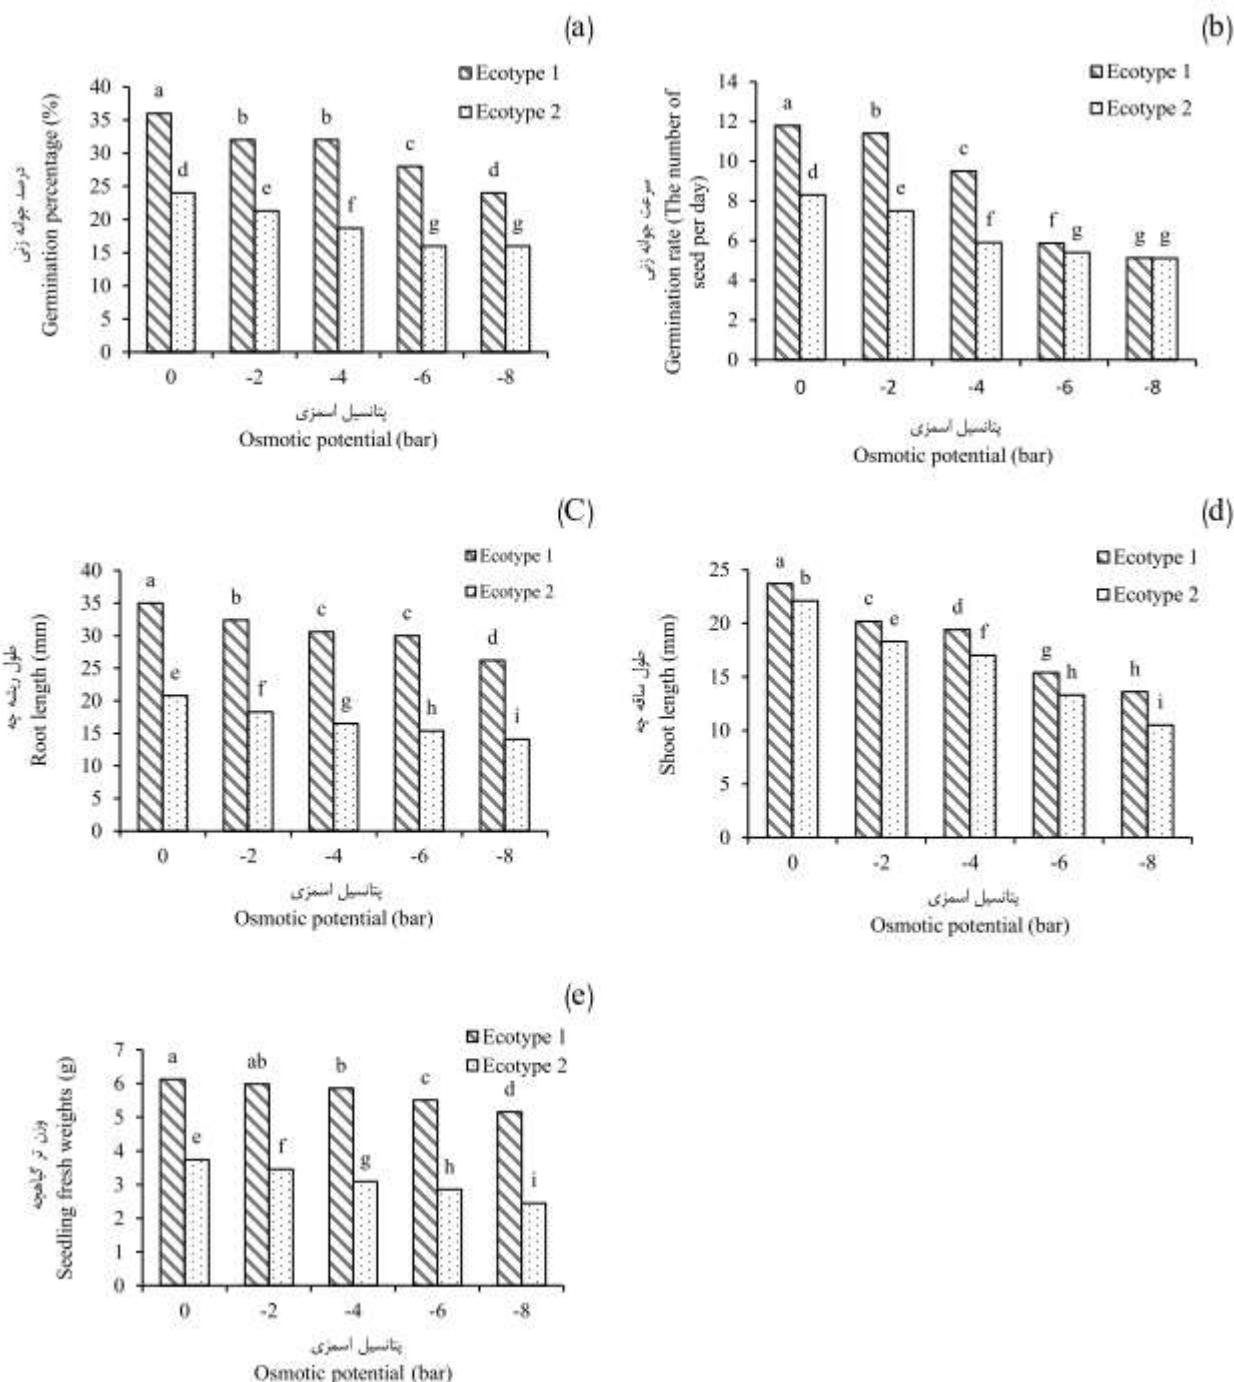 (a)
Ecotype 1
Ecotype 2
درصد جوانه زنی
Germination percentage (%)
40
35
30
25
20
15
10
5
0
a
d
b
e
b
f
c
g
d
g
0
-2
-4
-6
-8
پتانسیل اسمزی
Osmotic potential (bar)
(b)
Ecotype 1
Ecotype 2
سرعت جوانه زنی
Germination rate (The number of
seed per day)
14
12
10
8
6
4
2
0
a
d
b
e
c
f
f
g
g
g
0
-2
-4
-6
-8
پتانسیل اسمزی
Osmotic potential (bar)
(C)
Ecotype 1
Ecotype 2
طول ریشه چه
Root length (mm)
40
35
30
25
20
15
10
5
0
a
e
b
f
c
g
c
h
d
i
0
-2
-4
-6
-8
پتانسیل اسمزی
Osmotic potential (bar)
(d)
Ecotype 1
Ecotype 2
طول ساقه چه
Shoot length (mm)
25
20
15
10
5
0
a
b
c
e
d
f
g
h
h
i
0
-2
-4
-6
-8
پتانسیل اسمزی
Osmotic potential (bar)
(e)
Ecotype 1
Ecotype 2
وزن تر گیاهچه
Seedling fresh weights (g)
7
6
5
4
3
2
1
0
a
e
ab
f
b
g
c
h
d
i
0
-2
-4
-6
-8
پتانسیل اسمزی
Osmotic potential (bar)